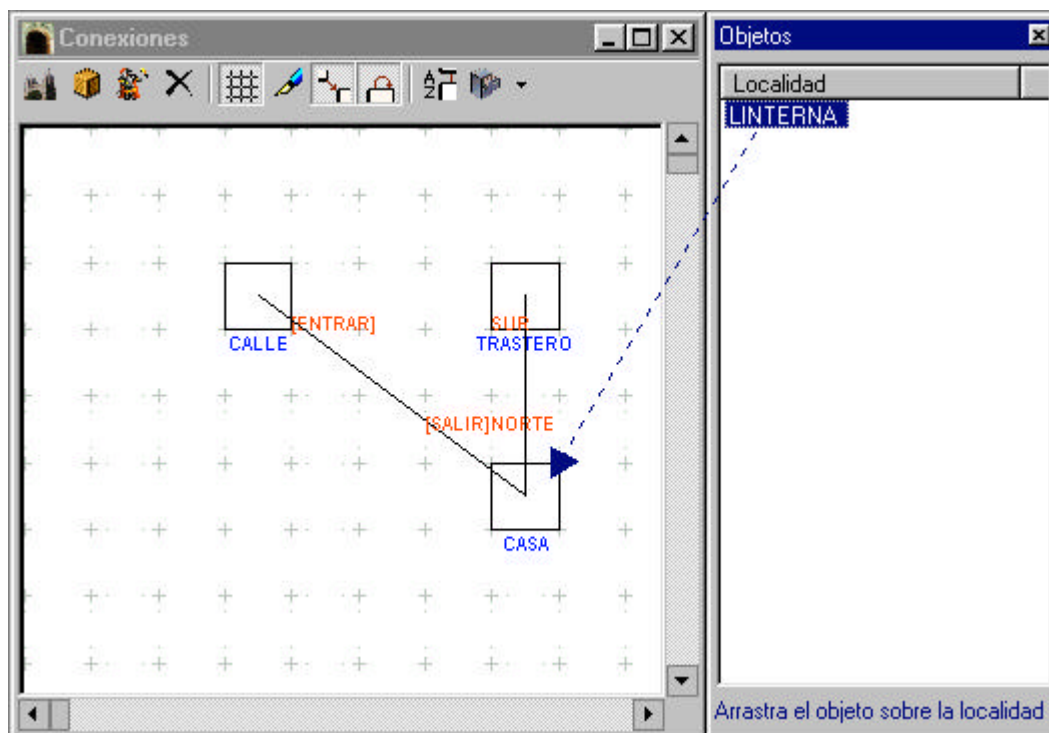 Conexiones
[ENTRAR]
CALLE
SUR
TRASTERO
[SALIR]NORTE
CASA
Objetos
Localidad
LINTERNA
Arrastra el objeto sobre la localidad